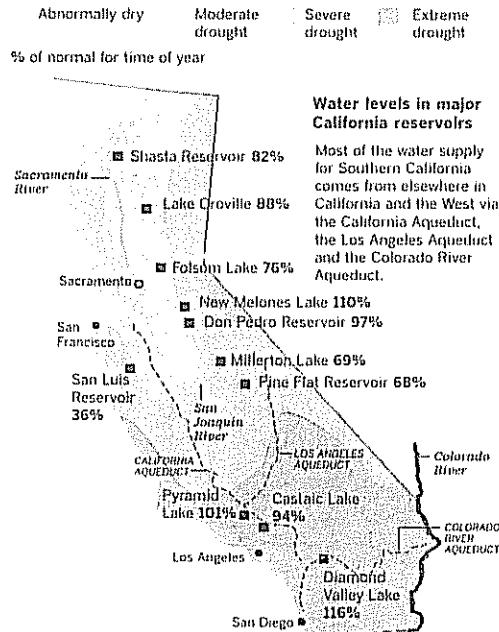 Abnormally dry
Moderate drought
Severe drought
Extreme drought
% of normal for time of year
Water levels in major
California reservoirs
Most of the water supply
for Southern California
comes from elsewhere in
California and the West via
the California Aqueduct,
the Los Angeles Aqueduct
and the Colorado River
Aqueduct.
Shasta Reservoir 82%
Sacramento
River
Lake Oroville 88%
Folsom Lake 76%
Sacramento
New Melones Lake 110%
Don Pedro Reservoir 97%
San
Francisco
Millerton Lake 69%
Pine Flat Reservoir 68%
San Luis
Reservoir
36%
San
Joaquin
River
CALIFORNIA
AQUEDUCT
LOS ANGELES
AQUEDUCT
Colorado
River
Pyramid
Lake 101%
Castaic Lake
94%
COLORADO
RIVER
AQUEDUCT
Los Angeles
Diamond
Valley Lake
116%
San Diego